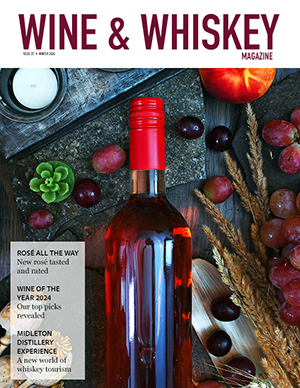 WINE & WHISKEY
ISSUE 27 • WINTER 2024
MAGAZINE
ROSÉ ALL THE WAY
New rosé tasted
and rated
WINE OF THE
YEAR 2024
Our top picks
revealed
MIDLETON
DISTILLERY
EXPERIENCE
A new world of
whiskey tourism